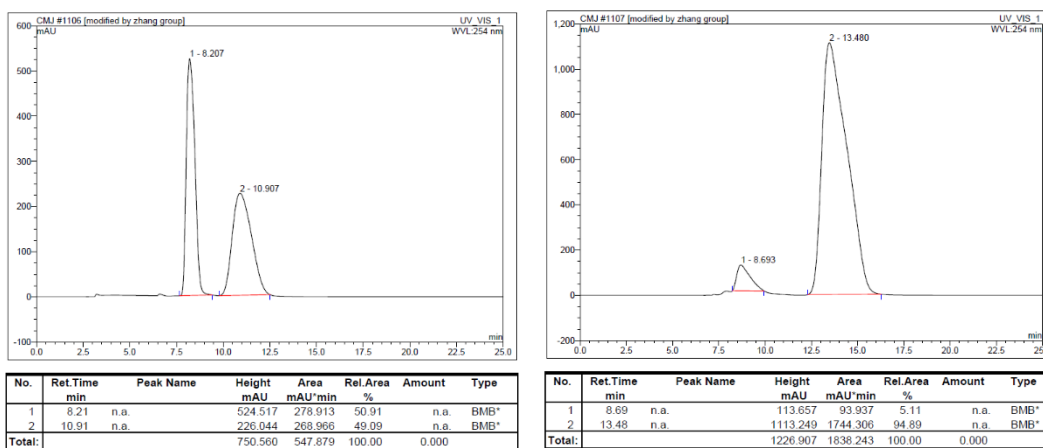 CMJ #1106 [modified by zhang group] UV_VIS_1
mAU WVL:254 nm
600
500
400
300
200
100
0
-100
1 - 8.207
2 - 10.907
min
0.0 2.5 5.0 7.5 10.0 12.5 15.0 17.5 20.0 22.5 25.0
No. Ret.Time Peak Name Height Area Rel.Area Amount Type
min mAU mAU*min %
1 8.21 n.a. 524.517 278.913 50.91 n.a. BMB*
2 10.91 n.a. 226.044 268.966 49.09 n.a. BMB*
Total: 750.560 547.879 100.00 0.000
CMJ #1107 [modified by zhang group] UV_VIS_1
mAU WVL:254 nm
1,200
1,000
800
600
400
200
0
-200
2 - 13.480
1 - 8.693
min
0.0 2.5 5.0 7.5 10.0 12.5 15.0 17.5 20.0 22.5 25
No. Ret.Time Peak Name Height Area Rel.Area Amount Type
min mAU mAU*min %
1 8.69 n.a. 113.657 93.937 5.11 n.a. BMB*
2 13.48 n.a. 1113.249 1744.306 94.89 n.a. BMB*
Total: 1226.907 1838.243 100.00 0.000